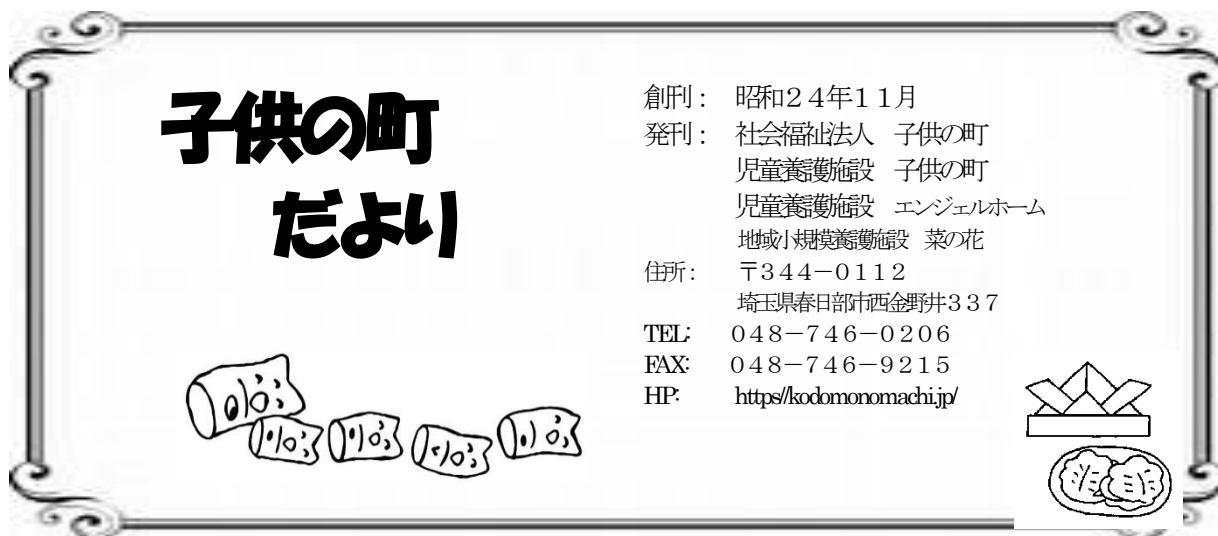 子供の町
だより
創刊： 昭和２４年１１月
発刊： 社会福祉法人　子供の町
児童養護施設　子供の町
児童養護施設　エンジェルホーム
地域小規模養護施設　菜の花
住所： 〒３４４－０１１２
埼玉県春日部市西金野井３３７
TEL: ０４８－７４６－０２０６
FAX: ０４８－７４６－９２１５
HP: https//kodomonomachi.jp/